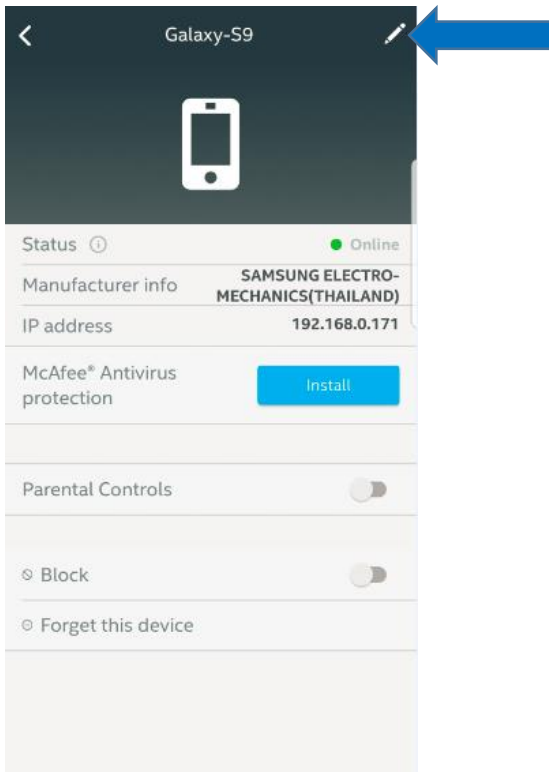 Galaxy-S9
Status
Online
Manufacturer info
SAMSUNG ELECTRO-
MECHANICS(THAILAND)
IP address
192.168.0.171
McAfee® Antivirus
protection
Install
Parental Controls
Block
Forget this device